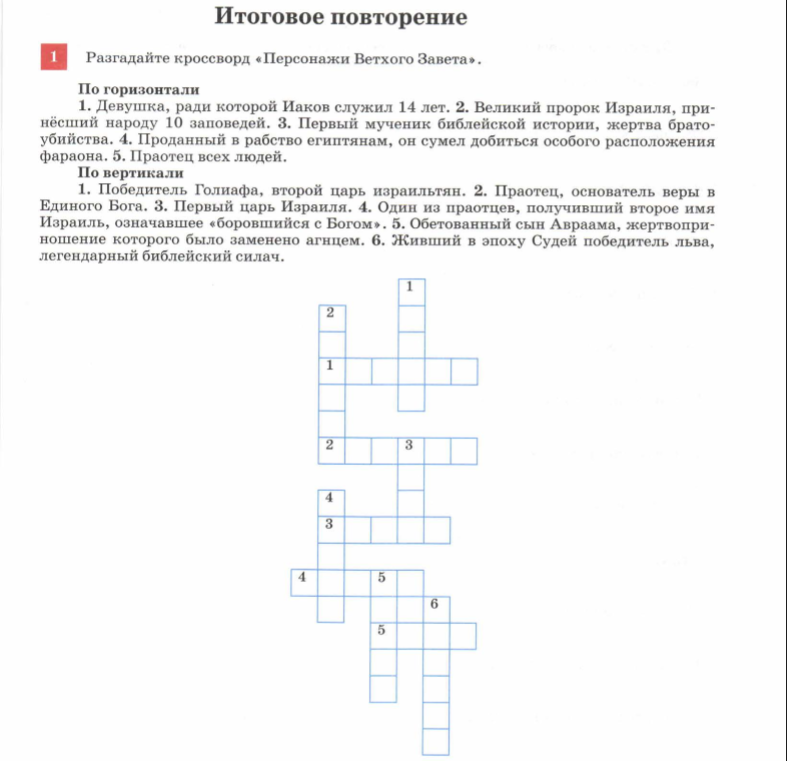 Итоговое повторение
1 Разгадайте кроссворд «Персонажи Ветхого Завета».
По горизонтали
1. Девушка, ради которой Иаков служил 14 лет. 2. Великий пророк Израиля, при-
нёсший народу 10 заповедей. 3. Первый мученик библейской истории, жертва брато-
убийства. 4. Проданный в рабство египтянам, он сумел добиться особого расположения
фараона. 5. Праотец всех людей.
По вертикали
1. Победитель Голиафа, второй царь израильтян. 2. Праотец, основатель веры в
Единого Бога. 3. Первый царь Израиля. 4. Один из праотцев, получивший второе имя
Израиль, означавшее «боровшийся с Богом». 5. Обетованный сын Авраама, жертвопри-
ношение которого было заменено агнцем. 6. Живший в эпоху Судей победитель льва,
легендарный библейский силач.
1
2
1
2 3
4
3
4 5
6
5